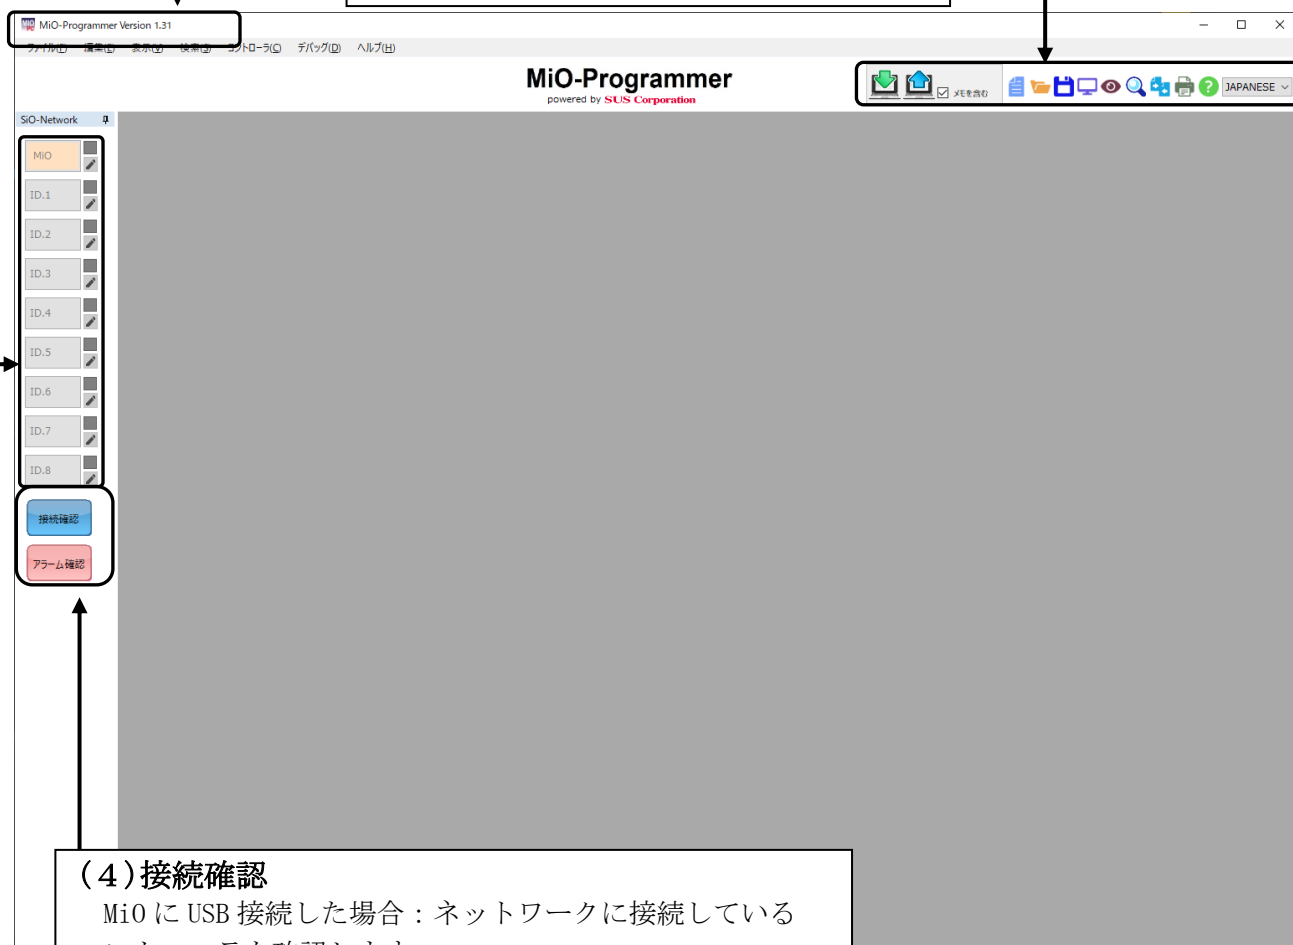 MiO-Programmer Version 1.31
ファイル(F) 編集(E) 表示(V) 検索(S) コントローラ(C) デバッグ(D) ヘルプ(H)
MiO-Programmer
powered by SUS Corporation
メモを含む
JAPANESE
SiO-Network
MiO
ID.1
ID.2
ID.3
ID.4
ID.5
ID.6
ID.7
ID.8
接続確認
アラーム確認
(4)接続確認
MiO に USB 接続した場合：ネットワークに接続している